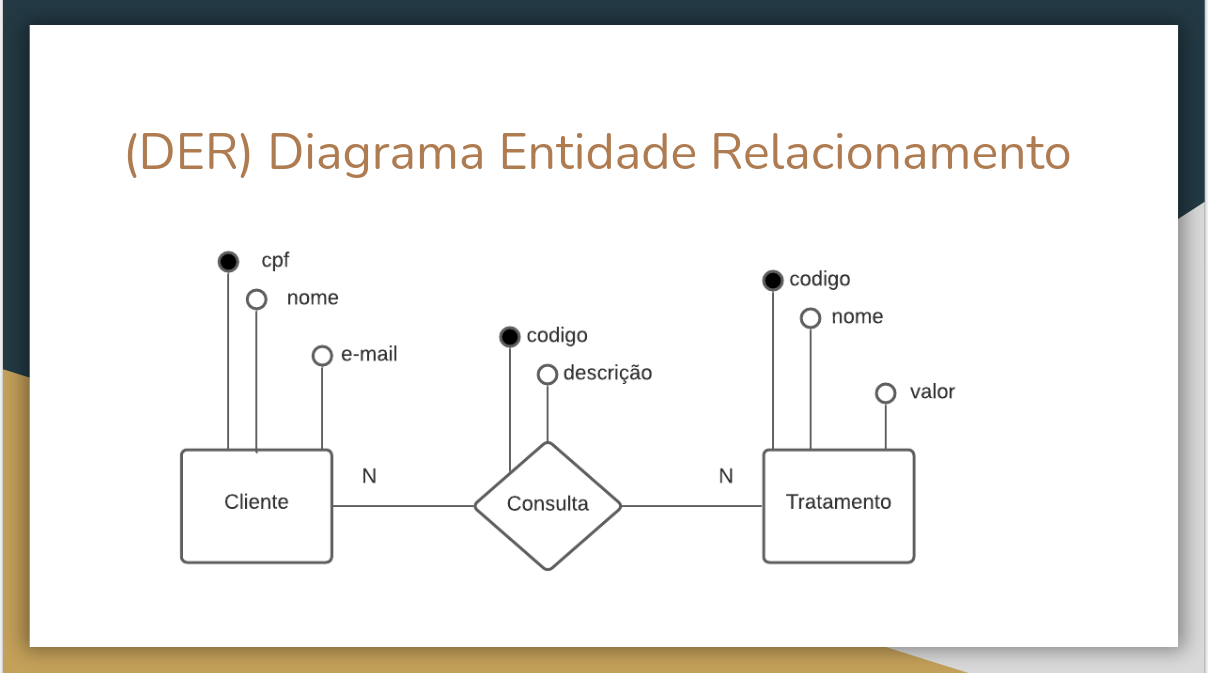 (DER) Diagrama Entidade Relacionamento
cpf
nome
e-mail
codigo
descrição
codigo
nome
valor
Cliente
N
Consulta
N
Tratamento